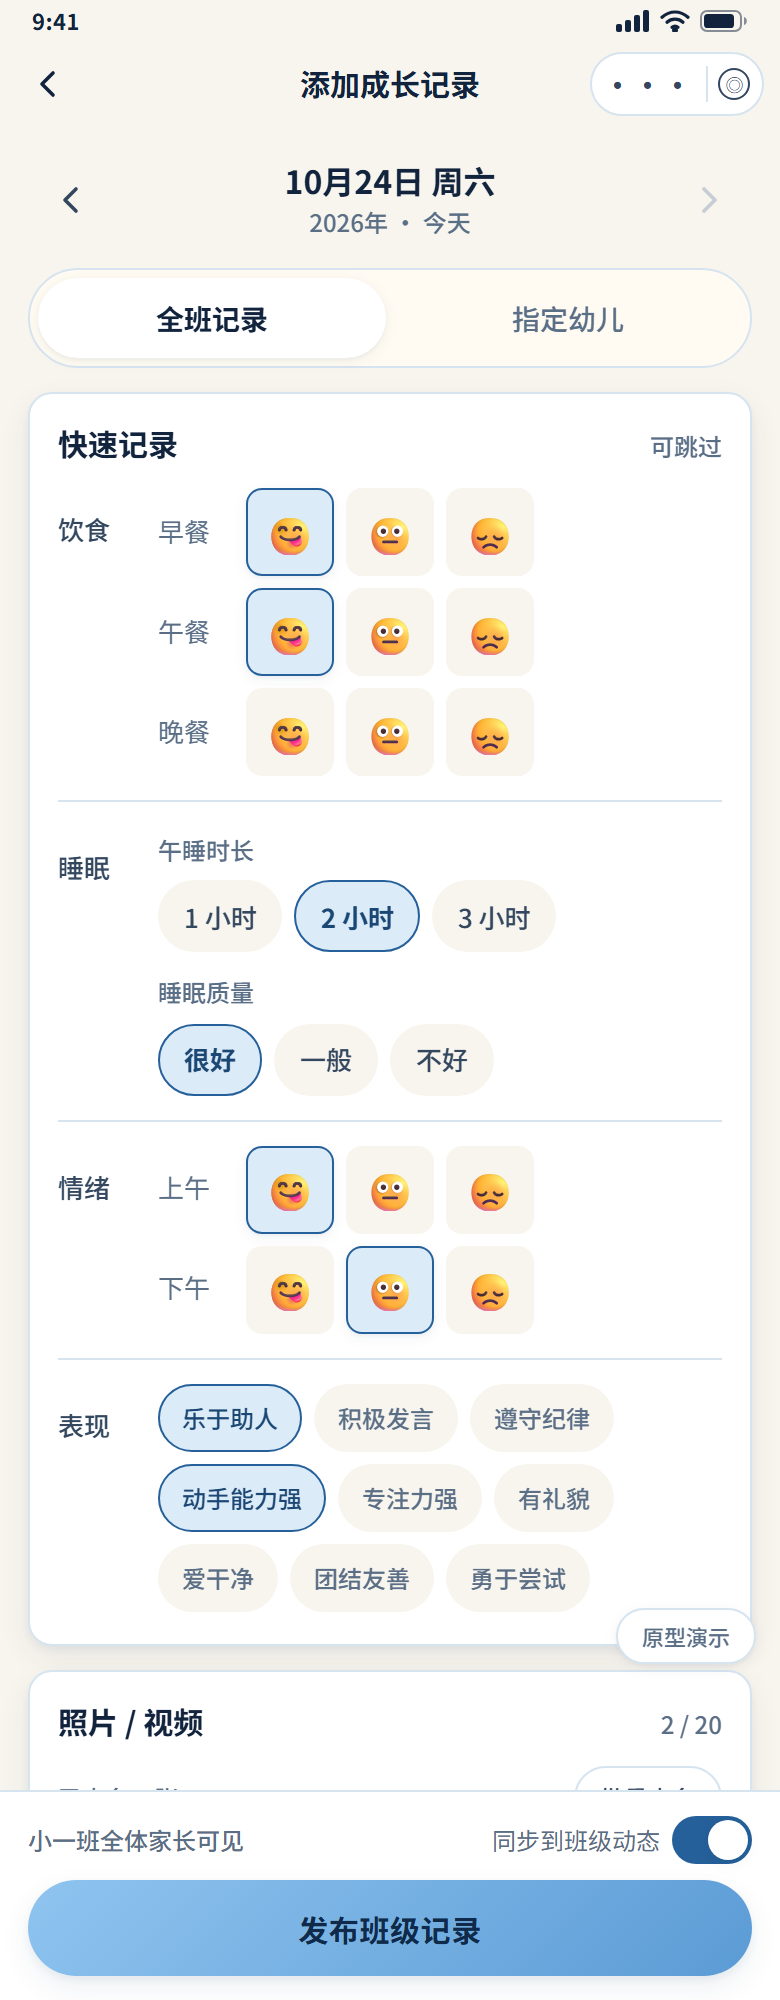 9:41
添加成长记录
10月24日 周六
2026年 · 今天
全班记录 指定幼儿
快速记录 可跳过
饮食 早餐
午餐
晚餐
睡眠 午睡时长
1 小时 2 小时 3 小时
睡眠质量
很好 一般 不好
情绪 上午
下午
表现 乐于助人 积极发言 遵守纪律
动手能力强 专注力强 有礼貌
爱干净 团结友善 勇于尝试
原型演示
照片 / 视频 2 / 20
小一班全体家长可见 同步到班级动态
发布班级记录